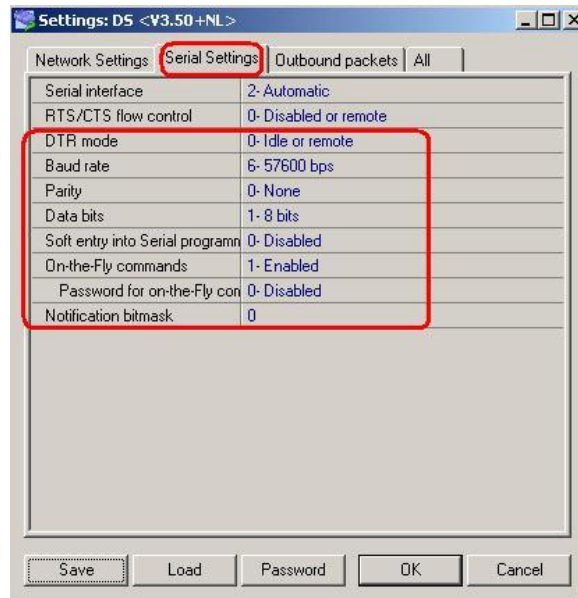 Settings: DS <V3.50+NL>
Network Settings Serial Settings Outbound packets All
Serial interface 2- Automatic
RTS/CTS flow control 0- Disabled or remote
DTR mode 0- Idle or remote
Baud rate 6- 57600 bps
Parity 0- None
Data bits 1- 8 bits
Soft entry into Serial programm 0- Disabled
On-the-Fly commands 1- Enabled
Password for on-the-Fly con 0- Disabled
Notification bitmask 0
Save Load Password OK Cancel